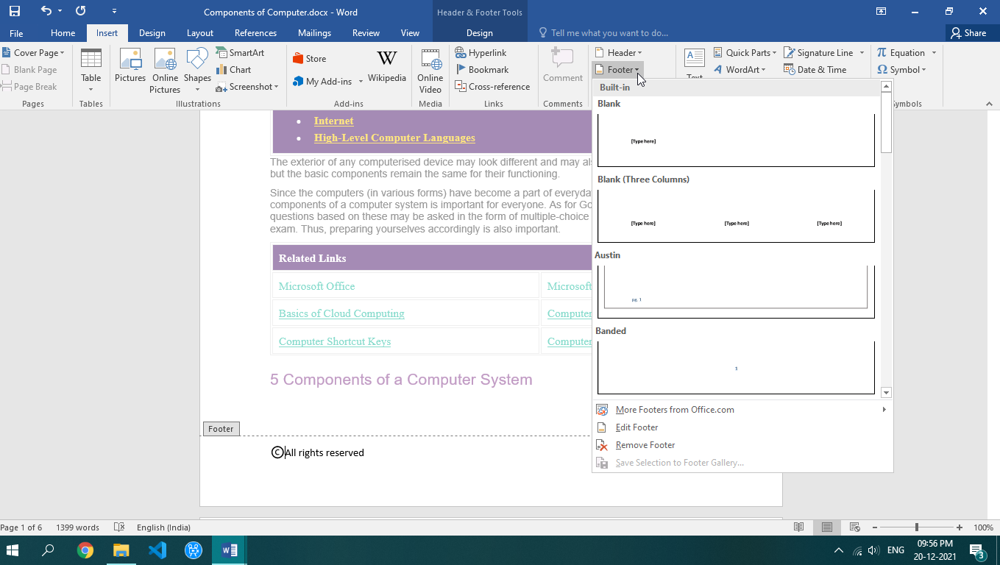 Components of Computer.docx - Word
Header & Footer Tools
File
Home
Insert
Design
Layout
References
Mailings
Review
View
Design
Tell me what you want to do...
Share
Cover Page
Blank Page
Page Break
Pages
Table
Tables
Pictures
Online Pictures
Shapes
SmartArt
Chart
Screenshot
Illustrations
Store
My Add-ins
Wikipedia
Add-ins
Online Video
Media
Hyperlink
Bookmark
Cross-reference
Links
Comment
Comments
Header
Footer
Text
Quick Parts
WordArt
Signature Line
Date & Time
Equation
Symbol
Symbols
Built-in
Blank
[Type here]
Blank (Three Columns)
[Type here] [Type here] [Type here]
Austin
pg. 1
Banded
1
More Footers from Office.com
Edit Footer
Remove Footer
Save Selection to Footer Gallery...
• Internet
• High-Level Computer Languages
The exterior of any computerised device may look different and may als
but the basic components remain the same for their functioning.
Since the computers (in various forms) have become a part of everyda
components of a computer system is important for everyone. As for Go
questions based on these may be asked in the form of multiple-choice
exam. Thus, preparing yourselves accordingly is also important.
Related Links
Microsoft Office
Microsoft
Basics of Cloud Computing
Computer
Computer Shortcut Keys
Computer
5 Components of a Computer System
Footer
©All rights reserved
Page 1 of 6
1399 words
English (India)
100%
ENG
09:56 PM
20-12-2021
3